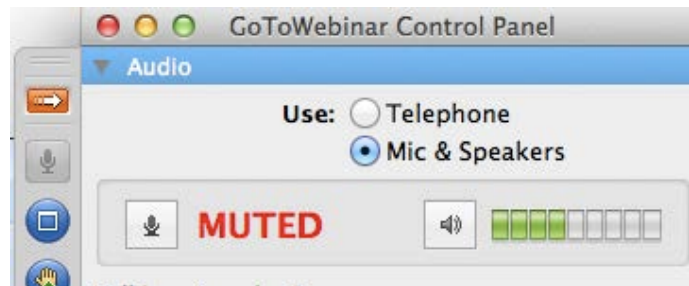 GoToWebinar Control Panel
Audio
Use: Telephone
Mic & Speakers
MUTED